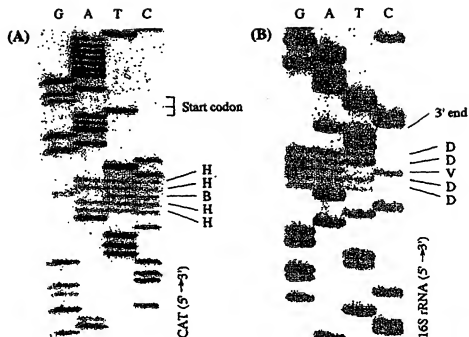 G A T C
(A)
Start codon
H
H
B
H
H
CAT (5' → 3')
G A T C
(B)
3' end
D
D
V
D
D
16S rRNA (5' → 3')